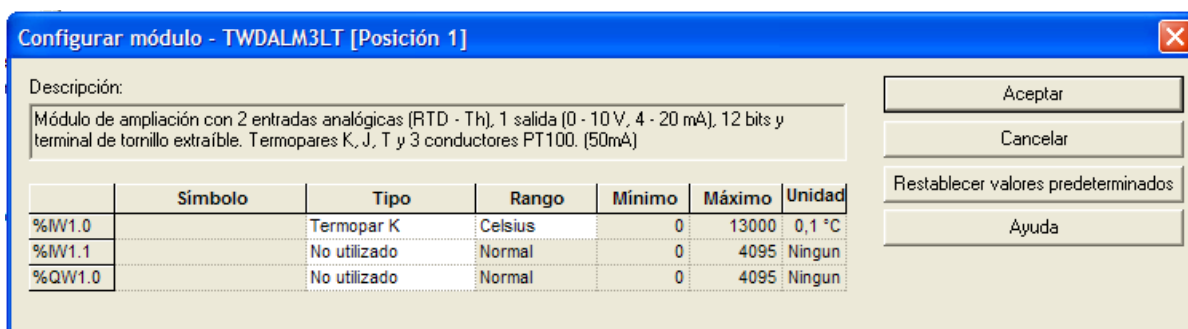 Configurar módulo - TWDALM3LT [Posición 1]
Descripción:
Módulo de ampliación con 2 entradas analógicas (RTD - Th), 1 salida (0 - 10 V, 4 - 20 mA), 12 bits y
terminal de tornillo extraíble. Termopares K, J, T y 3 conductores PT100. (50mA)
Aceptar
Cancelar
Restablecer valores predeterminados
Ayuda
Símbolo Tipo Rango Mínimo Máximo Unidad
%IW1.0 Termopar K Celsius 0 13000 0,1 °C
%IW1.1 No utilizado Normal 0 4095 Ningun
%QW1.0 No utilizado Normal 0 4095 Ningun